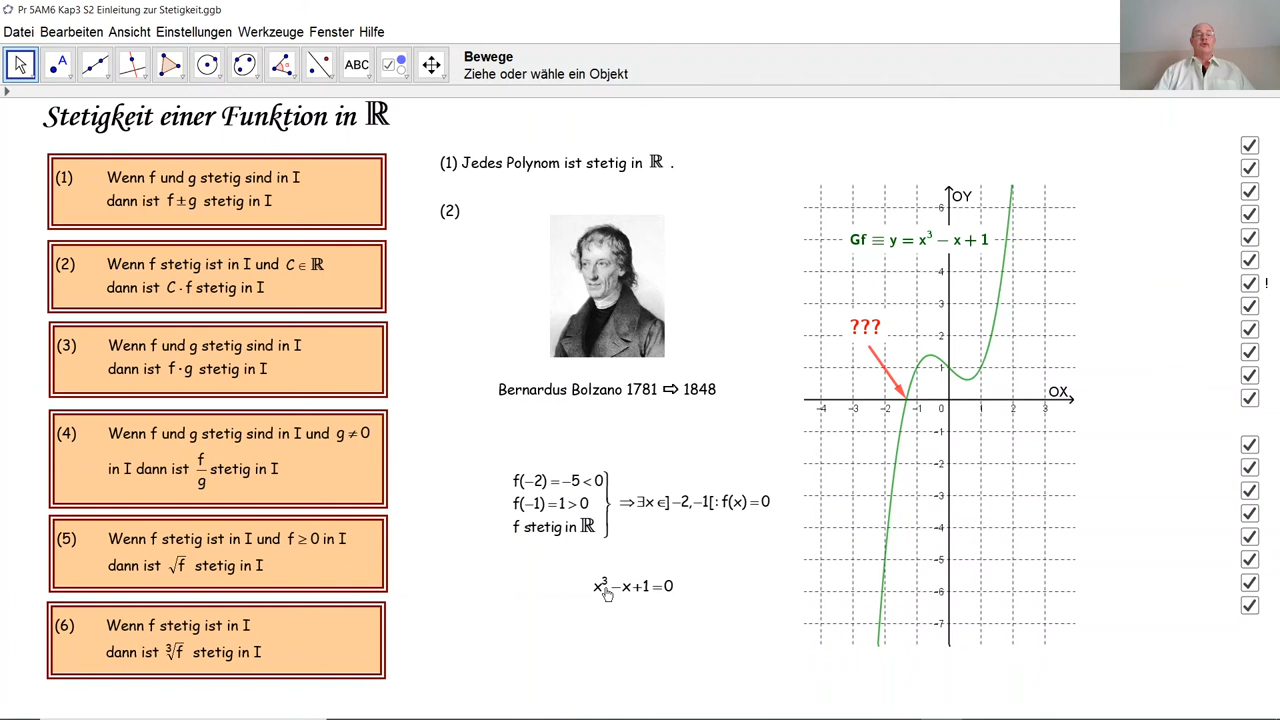 Pr 5AM6 Kap3 S2 Einleitung zur Stetigkeit.ggb
Datei Bearbeiten Ansicht Einstellungen Werkzeuge Fenster Hilfe
A
ABC
Bewege
Ziehe oder wähle ein Objekt
Stetigkeit einer Funktion in ℝ
(1) Wenn f und g stetig sind in I
dann ist f ± g stetig in I
(2) Wenn f stetig ist in I und C ∈ ℝ
dann ist C · f stetig in I
(3) Wenn f und g stetig sind in I
dann ist f · g stetig in I
(4) Wenn f und g stetig sind in I und g ≠ 0
in I dann ist f/g stetig in I
(5) Wenn f stetig ist in I und f ≥ 0 in I
dann ist √f stetig in I
(6) Wenn f stetig ist in I
dann ist ∛f stetig in I
(1) Jedes Polynom ist stetig in ℝ .
(2)
Bernardus Bolzano 1781 ⇨ 1848
f(−2) = −5 < 0
f(−1) = 1 > 0
f stetig in ℝ
⇒ ∃x ∈]−2,−1[: f(x) = 0
x³ − x + 1 = 0
OY
Gf ≡ y = x³ − x + 1
???
OX
6
4
3
2
1
-4 -3 -2 -1 0 1 2 3
-1
-2
-3
-4
-5
-6
-7
!